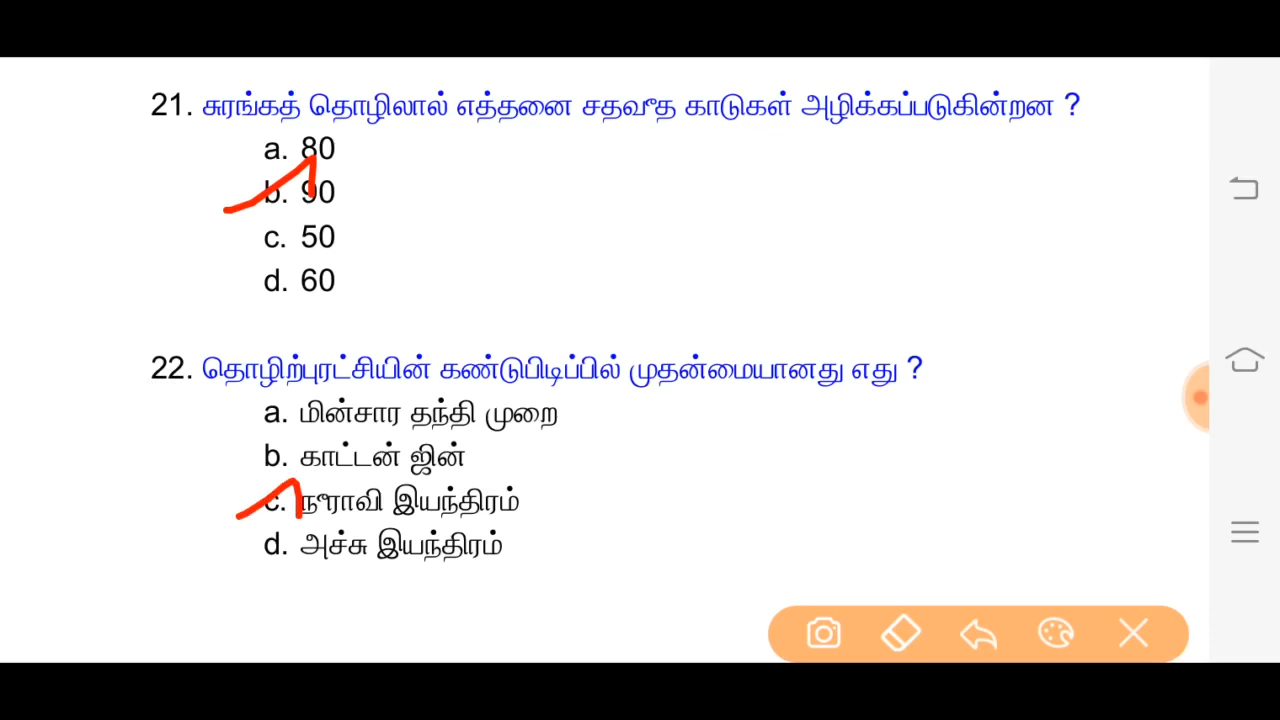 21. சுரங்கத் தொழிலால் எத்தனை சதவீத காடுகள் அழிக்கப்படுகின்றன ?
a. 80
b. 90
c. 50
d. 60
22. தொழிற்புரட்சியின் கண்டுபிடிப்பில் முதன்மையானது எது ?
a. மின்சார தந்தி முறை
b. காட்டன் ஜின்
c. நீராவி இயந்திரம்
d. அச்சு இயந்திரம்